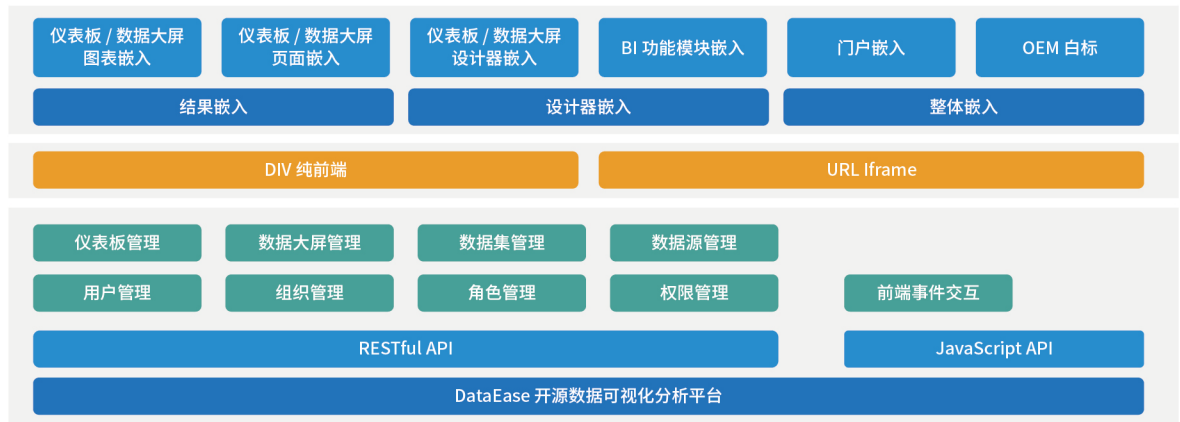 仪表板 / 数据大屏
图表嵌入
仪表板 / 数据大屏
页面嵌入
仪表板 / 数据大屏
设计器嵌入
BI 功能模块嵌入
门户嵌入
OEM 白标
结果嵌入
设计器嵌入
整体嵌入
DIV 纯前端
URL Iframe
仪表板管理
数据大屏管理
数据集管理
数据源管理
用户管理
组织管理
角色管理
权限管理
前端事件交互
RESTful API
JavaScript API
DataEase 开源数据可视化分析平台